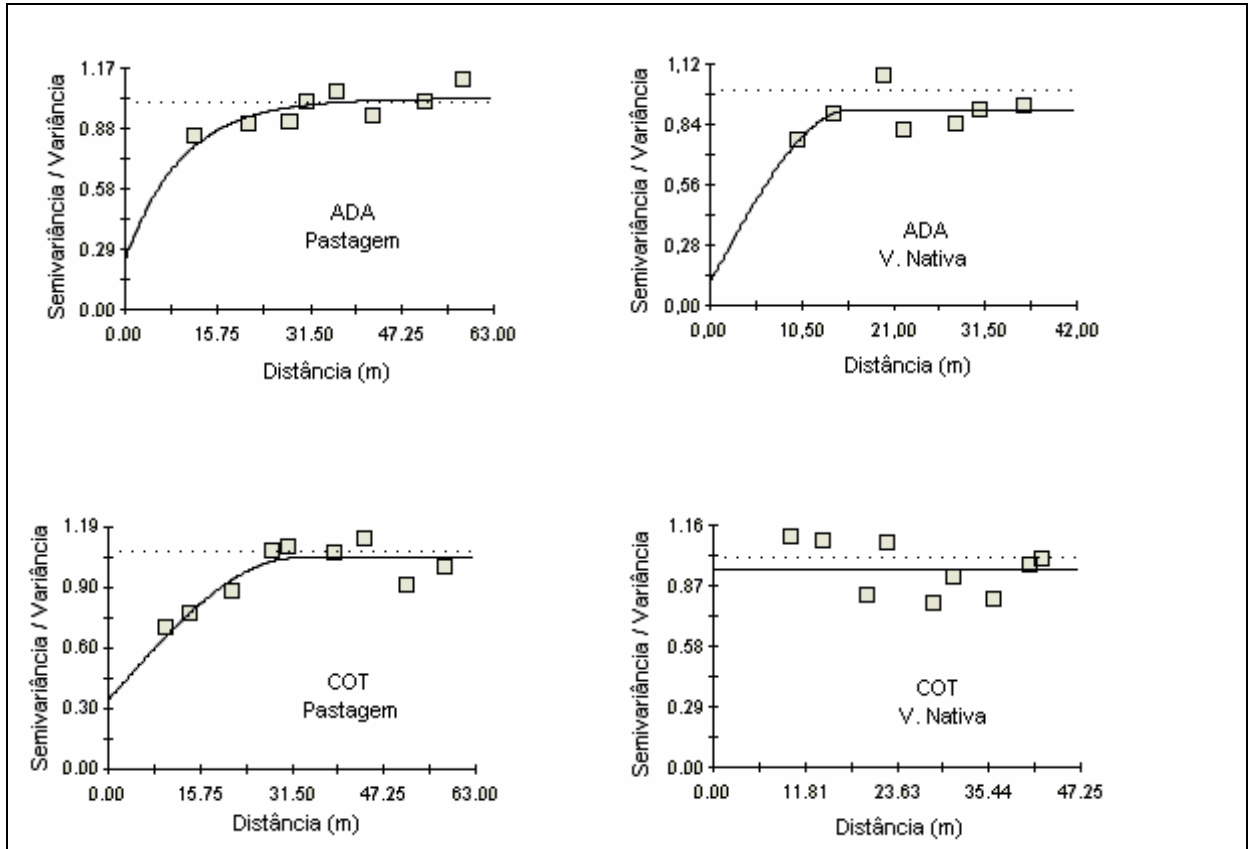 Semivariância / Variância
1.17
0.88
0.58
0.29
0.00
0.00 15.75 31.50 47.25 63.00
Distância (m)
ADA
Pastagem
Semivariância / Variância
1,12
0,84
0,56
0,28
0,00
0,00 10,50 21,00 31,50 42,00
Distância (m)
ADA
V. Nativa
Semivariância / Variância
1.19
0.90
0.60
0.30
0.00
0.00 15.75 31.50 47.25 63.00
Distância (m)
COT
Pastagem
Semivariância / Variância
1.16
0.87
0.58
0.29
0.00
0.00 11.81 23.63 35.44 47.25
Distância (m)
COT
V. Nativa